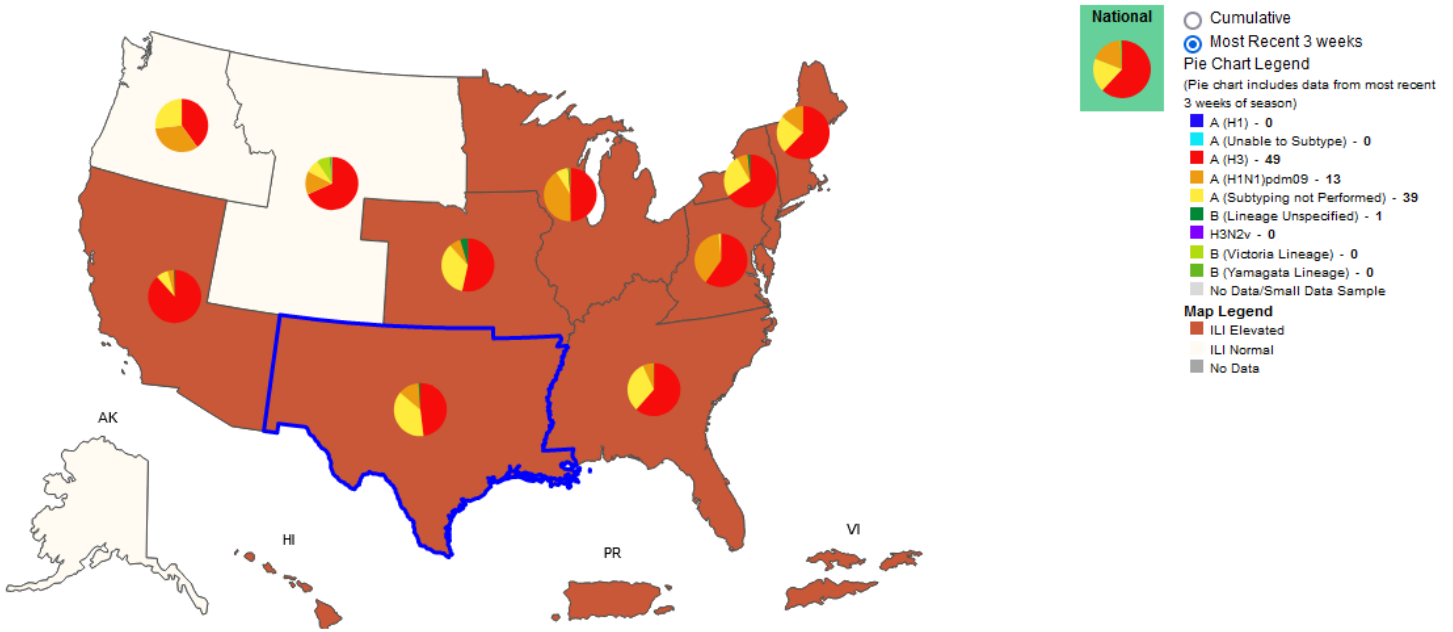 National
Cumulative
Most Recent 3 weeks
Pie Chart Legend
(Pie chart includes data from most recent
3 weeks of season)
A (H1) - 0
A (Unable to Subtype) - 0
A (H3) - 49
A (H1N1)pdm09 - 13
A (Subtyping not Performed) - 39
B (Lineage Unspecified) - 1
H3N2v - 0
B (Victoria Lineage) - 0
B (Yamagata Lineage) - 0
No Data/Small Data Sample
Map Legend
ILI Elevated
ILI Normal
No Data
AK
HI
PR
VI